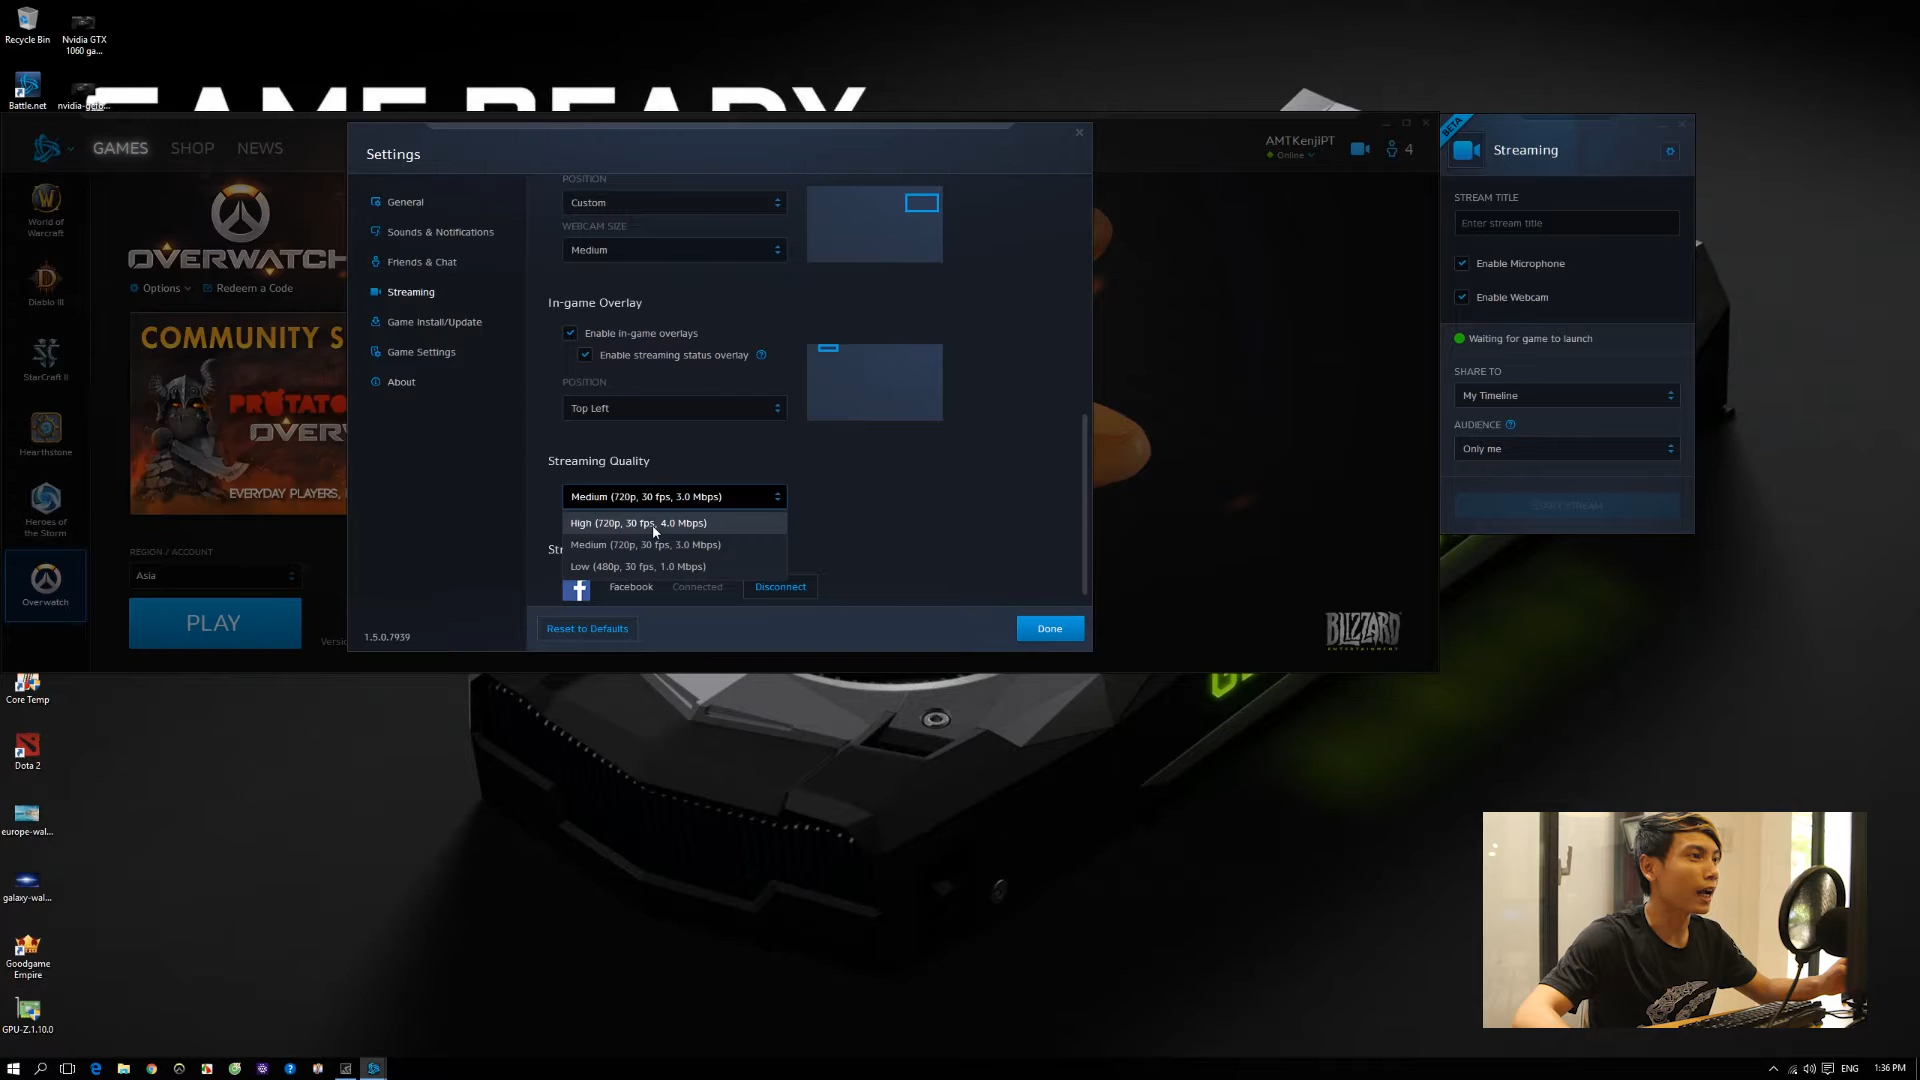 Recycle Bin
Nvidia GTX
1060 ga...
Battle.net
GAME READY
GAMES
SHOP
NEWS
World of
Warcraft
Diablo III
StarCraft II
Hearthstone
Heroes of
the Storm
Overwatch
OVERWATCH
Options
Redeem a Code
COMMUNITY S
EVERYDAY PLAYERS,
REGION / ACCOUNT
Asia
PLAY
Settings
General
Sounds & Notifications
Friends & Chat
Streaming
Game Install/Update
Game Settings
About
1.5.0.7939
POSITION
Custom
WEBCAM SIZE
Medium
In-game Overlay
Enable in-game overlays
Enable streaming status overlay
POSITION
Top Left
Streaming Quality
Medium (720p, 30 fps, 3.0 Mbps)
High (720p, 30 fps, 4.0 Mbps)
Medium (720p, 30 fps, 3.0 Mbps)
Low (480p, 30 fps, 1.0 Mbps)
Facebook
Connected
Disconnect
Reset to Defaults
Done
AMTKenjiPT
Online
4
BLIZZARD
ENTERTAINMENT
BETA
Streaming
STREAM TITLE
Enter stream title
Enable Microphone
Enable Webcam
Waiting for game to launch
SHARE TO
My Timeline
AUDIENCE
Only me
Core Temp
Dota 2
europe-wal...
galaxy-wal...
Goodgame
Empire
GPU-Z.1.10.0
ENG
1:36 PM